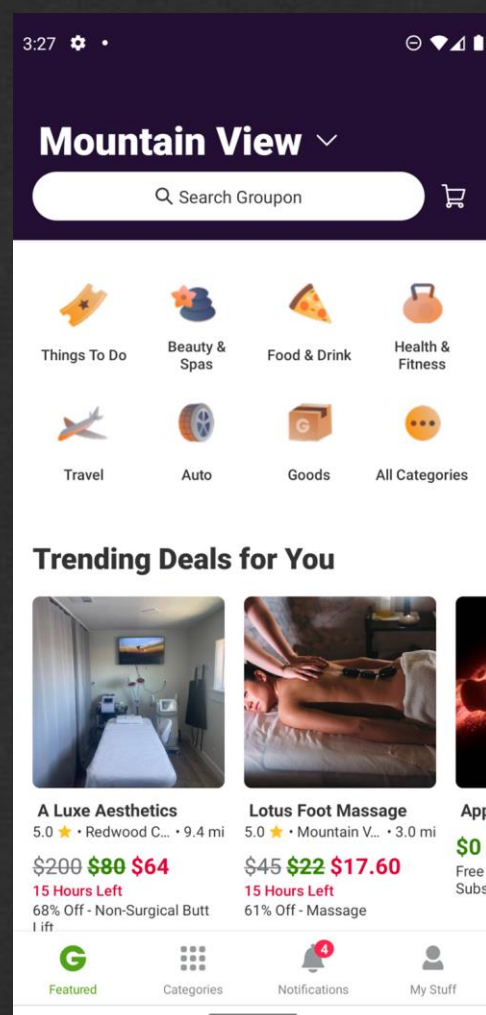 3:27
Mountain View
Search Groupon
Things To Do
Beauty &
Spas
Food & Drink
Health &
Fitness
Travel
Auto
G
Goods
All Categories
Trending Deals for You
A Luxe Aesthetics
5.0 ★ • Redwood C... • 9.4 mi
$200 $80 $64
15 Hours Left
68% Off - Non-Surgical Butt
Lift
Lotus Foot Massage
5.0 ★ • Mountain V... • 3.0 mi
$45 $22 $17.60
15 Hours Left
61% Off - Massage
App
$0
Free
Subs
G
Featured
Categories
4
Notifications
My Stuff